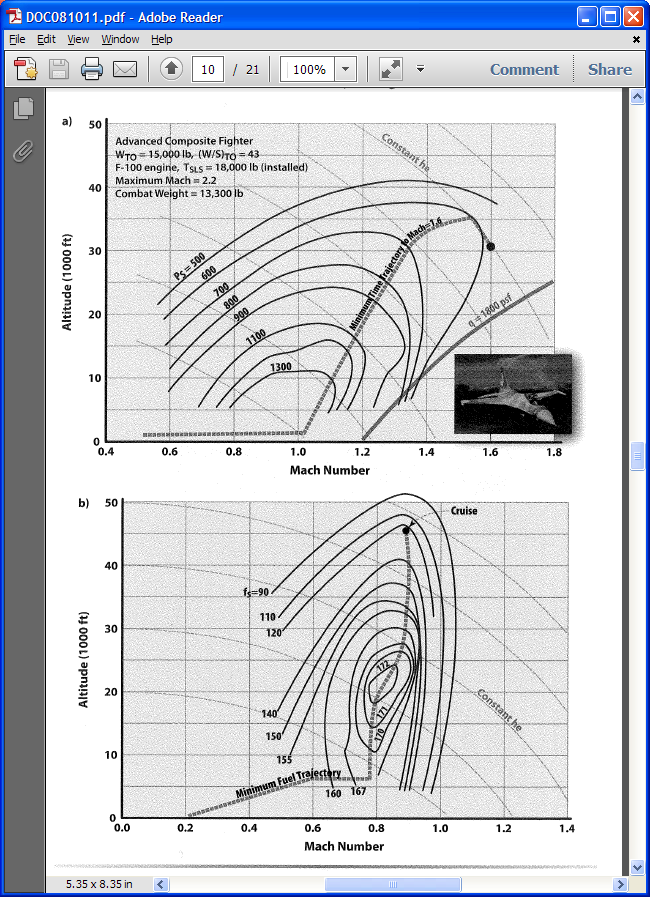 DOC081011.pdf - Adobe Reader
File Edit View Window Help
10 / 21 100% Comment Share
a)
Advanced Composite Fighter
WTO = 15,000 lb, (W/S)TO = 43
F-100 engine, TSLS = 18,000 lb (installed)
Maximum Mach = 2.2
Combat Weight = 13,300 lb
Constant he
Minimum Time Trajectory to Mach=1.6
Ps = 500
600
700
800
900
1100
1300
q = 1800 psf
Altitude (1000 ft)
50
40
30
20
10
0
0.4 0.6 0.8 1.0 1.2 1.4 1.6 1.8
Mach Number
b)
Cruise
fs=90
110
120
140
150
155
160 167
170
171
172
Constant he
Minimum Fuel Trajectory
Altitude (1000 ft)
50
40
30
20
10
0
0.0 0.2 0.4 0.6 0.8 1.0 1.2 1.4
Mach Number
5.35 x 8.35 in